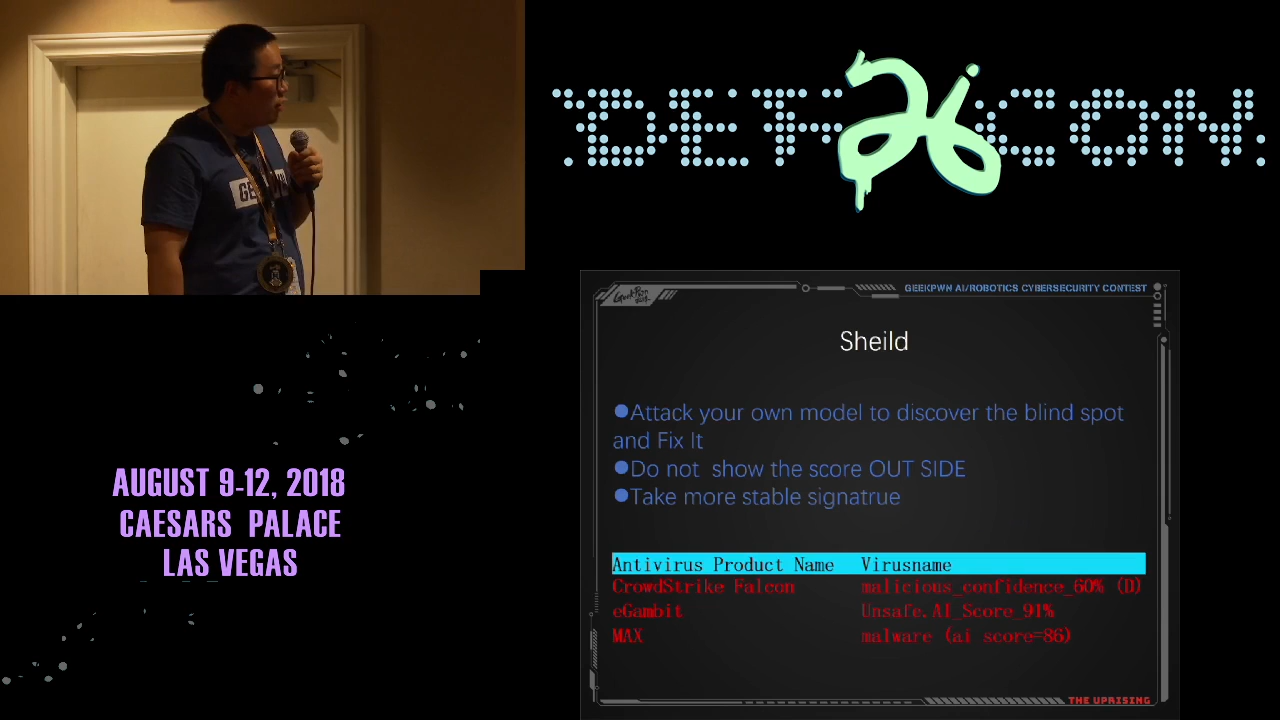 DEF CON
26
AUGUST 9-12, 2018
CAESARS PALACE
LAS VEGAS
GEEKPWN AI/ROBOTICS CYBERSECURITY CONTEST
Sheild
●Attack your own model to discover the blind spot
and Fix It
●Do not show the score OUT SIDE
●Take more stable signatrue
Antivirus Product Name Virusname
CrowdStrike Falcon malicious_confidence_60% (D)
eGambit Unsafe.AI_Score_91%
MAX malware (ai score=86)
THE UPRISING